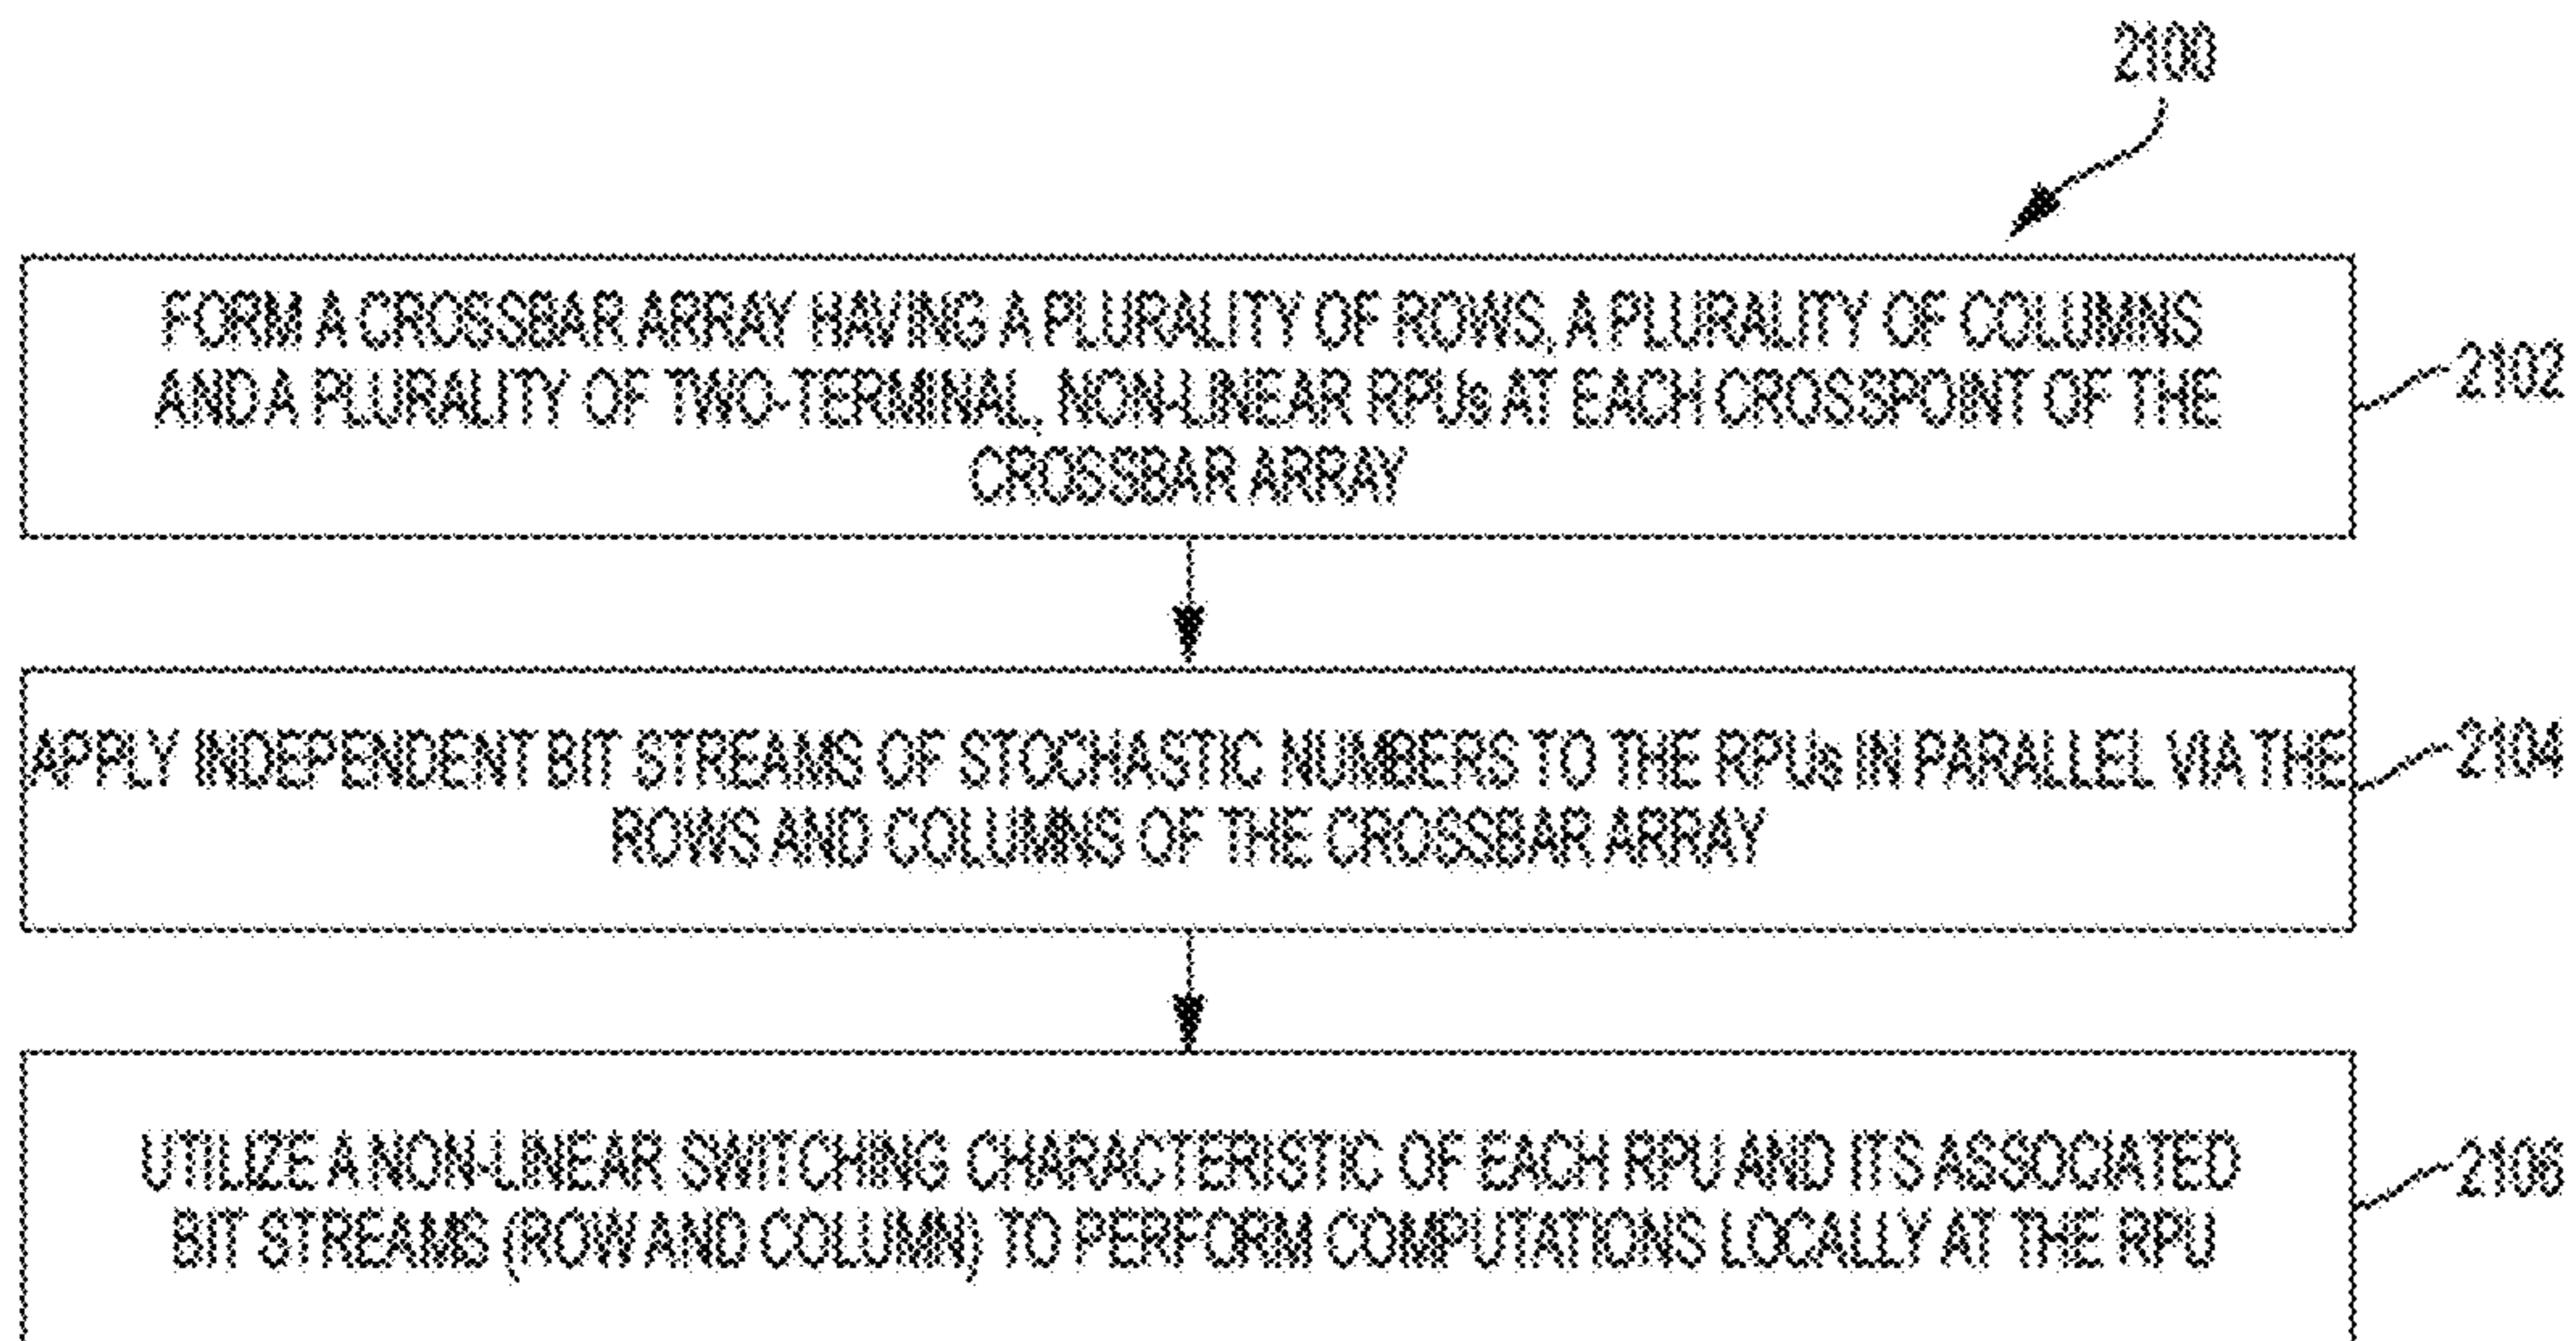 2100
FORM A CROSSBAR ARRAY HAVING A PLURALITY OF ROWS, A PLURALITY OF COLUMNS
AND A PLURALITY OF TWO-TERMINAL, NON-LINEAR RPUs AT EACH CROSSPOINT OF THE
CROSSBAR ARRAY
2102
APPLY INDEPENDENT BIT STREAMS OF STOCHASTIC NUMBERS TO THE RPUs IN PARALLEL VIA THE
ROWS AND COLUMNS OF THE CROSSBAR ARRAY
2104
UTILIZE A NON-LINEAR SWITCHING CHARACTERISTIC OF EACH RPU AND ITS ASSOCIATED
BIT STREAMS (ROW AND COLUMN) TO PERFORM COMPUTATIONS LOCALLY AT THE RPU
2106